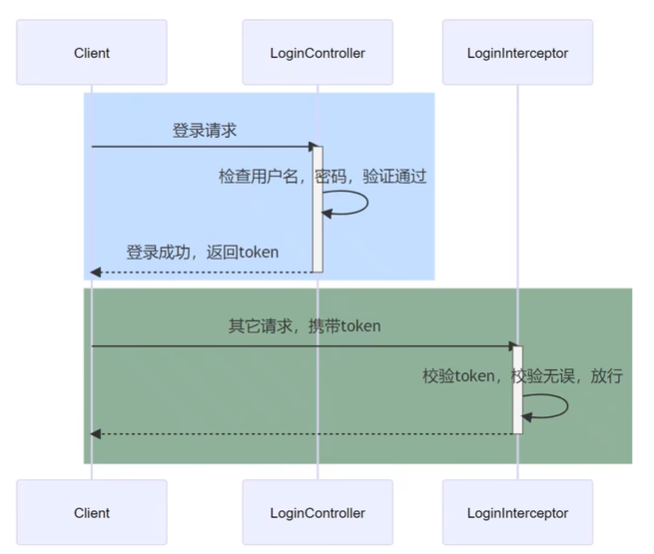 Client
LoginController
LoginInterceptor
登录请求
检查用户名，密码，验证通过
登录成功，返回token
其它请求，携带token
校验token，校验无误，放行
Client
LoginController
LoginInterceptor